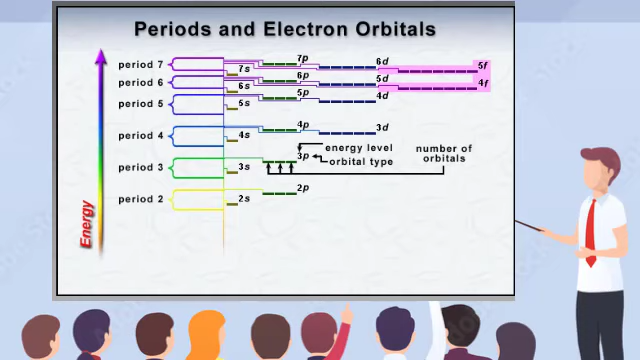 Periods and Electron Orbitals
period 7
7s
7p
6d
5f
period 6
6s
6p
5d
4f
period 5
5s
5p
4d
period 4
4s
4p
3d
energy level
orbital type
number of
orbitals
period 3
3s
3p
period 2
2s
2p
Energy